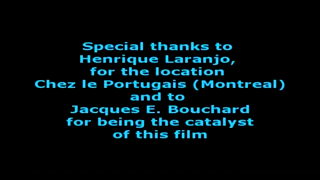 Special thanks to
Henrique Laranjo,
for the location
Chez le Portugais (Montreal)
and to
Jacques E. Bouchard
for being the catalyst
of this film